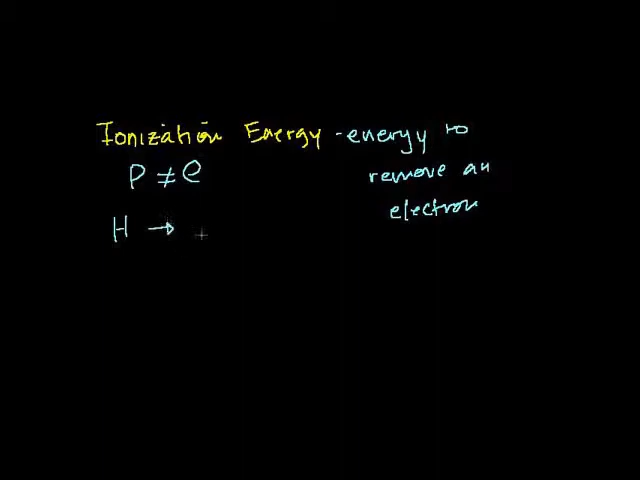 Ionization Energy - energy to
remove an
P ≠ e
electron
H →